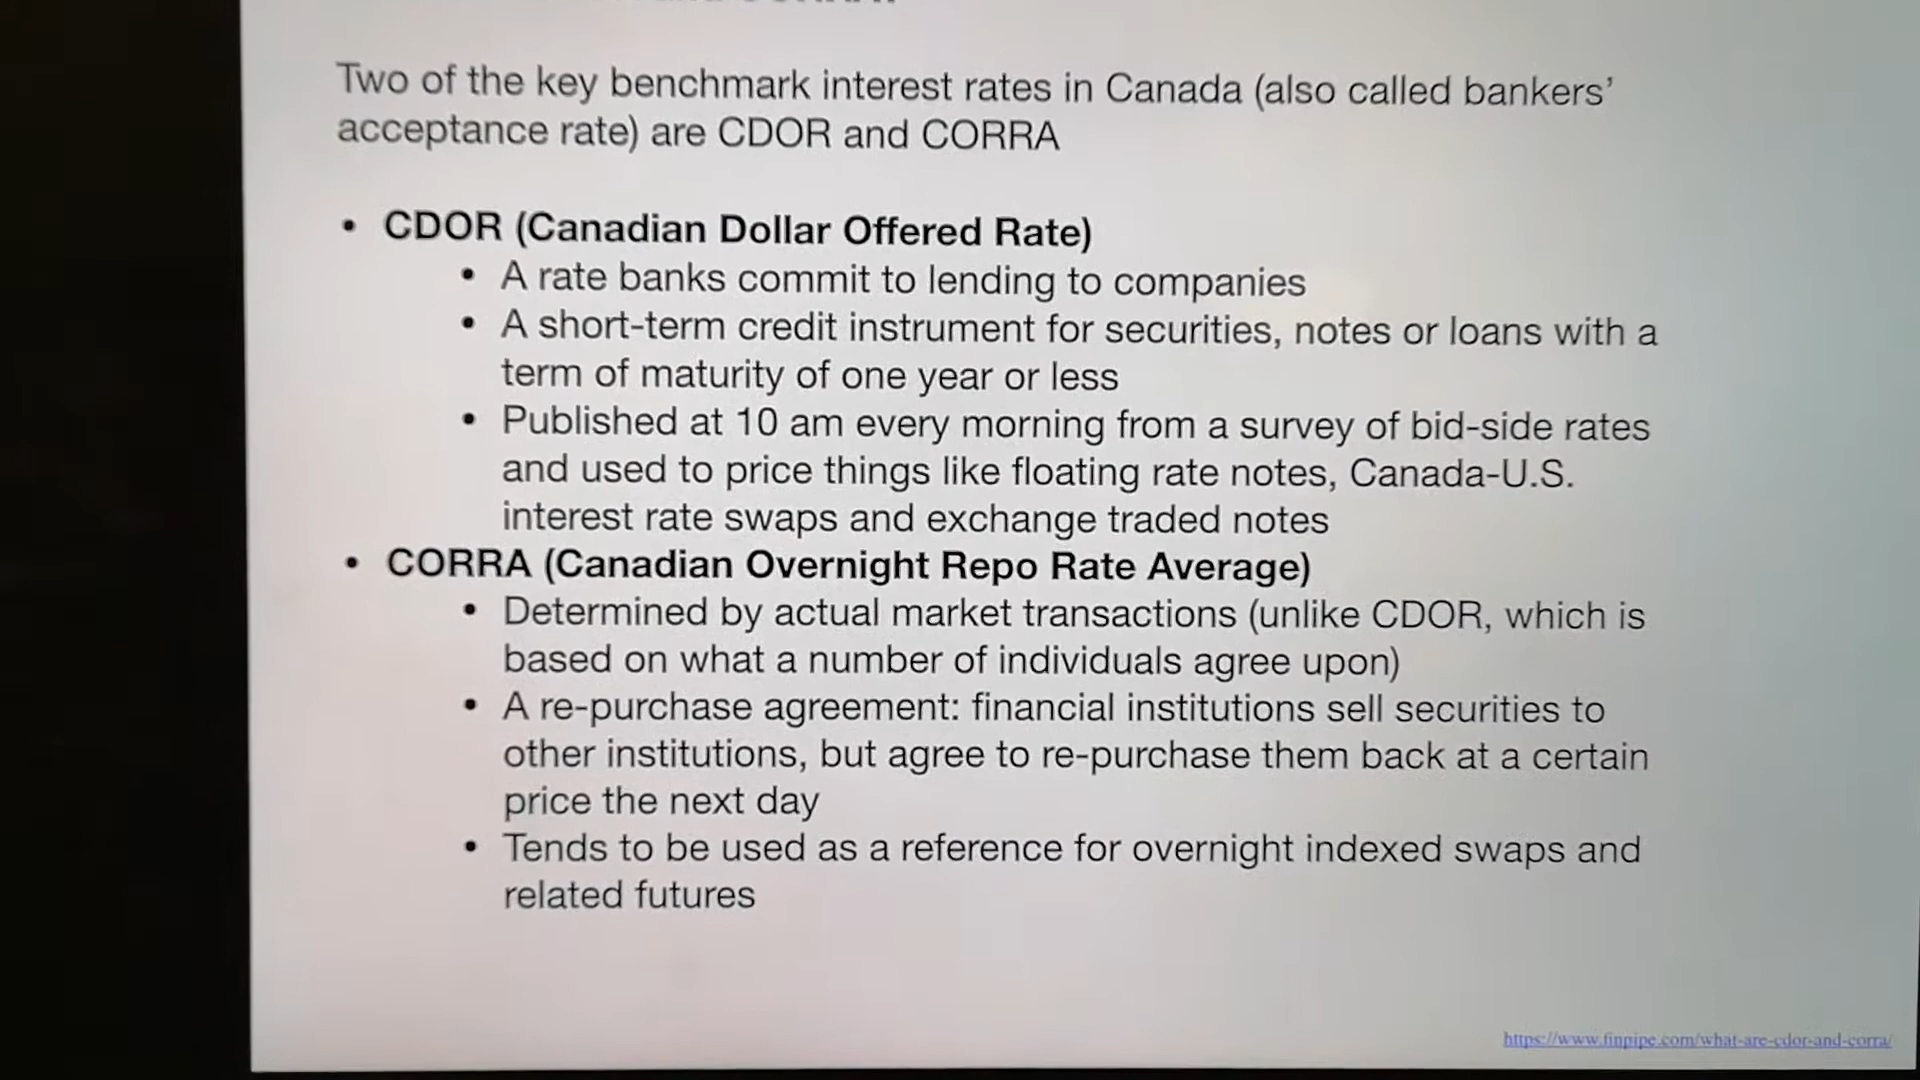 Two of the key benchmark interest rates in Canada (also called bankers’
acceptance rate) are CDOR and CORRA
• CDOR (Canadian Dollar Offered Rate)
• A rate banks commit to lending to companies
• A short-term credit instrument for securities, notes or loans with a
term of maturity of one year or less
• Published at 10 am every morning from a survey of bid-side rates
and used to price things like floating rate notes, Canada-U.S.
interest rate swaps and exchange traded notes
• CORRA (Canadian Overnight Repo Rate Average)
• Determined by actual market transactions (unlike CDOR, which is
based on what a number of individuals agree upon)
• A re-purchase agreement: financial institutions sell securities to
other institutions, but agree to re-purchase them back at a certain
price the next day
• Tends to be used as a reference for overnight indexed swaps and
related futures
https://www.finpipe.com/what-are-cdor-and-corra/